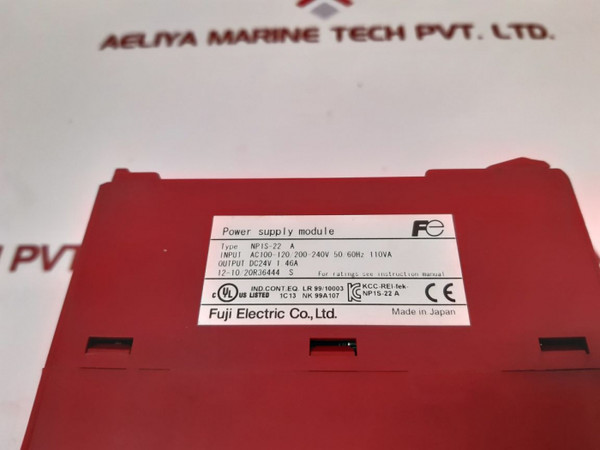 AELIYA MARINE TECH PVT. LTD.
Power supply module
Fe
Type NP1S-22 A
INPUT AC100-120,200-240V 50-60Hz 110VA
OUTPUT DC24V 1.46A
12-10.20R36444 S For ratings see instruction manual
c UL US LISTED IND.CONT.EQ. 1C13 LR 99/10003 NK 99A107 KCC-REI-fek-NP1S-22 A CE
Fuji Electric Co., Ltd. Made in Japan